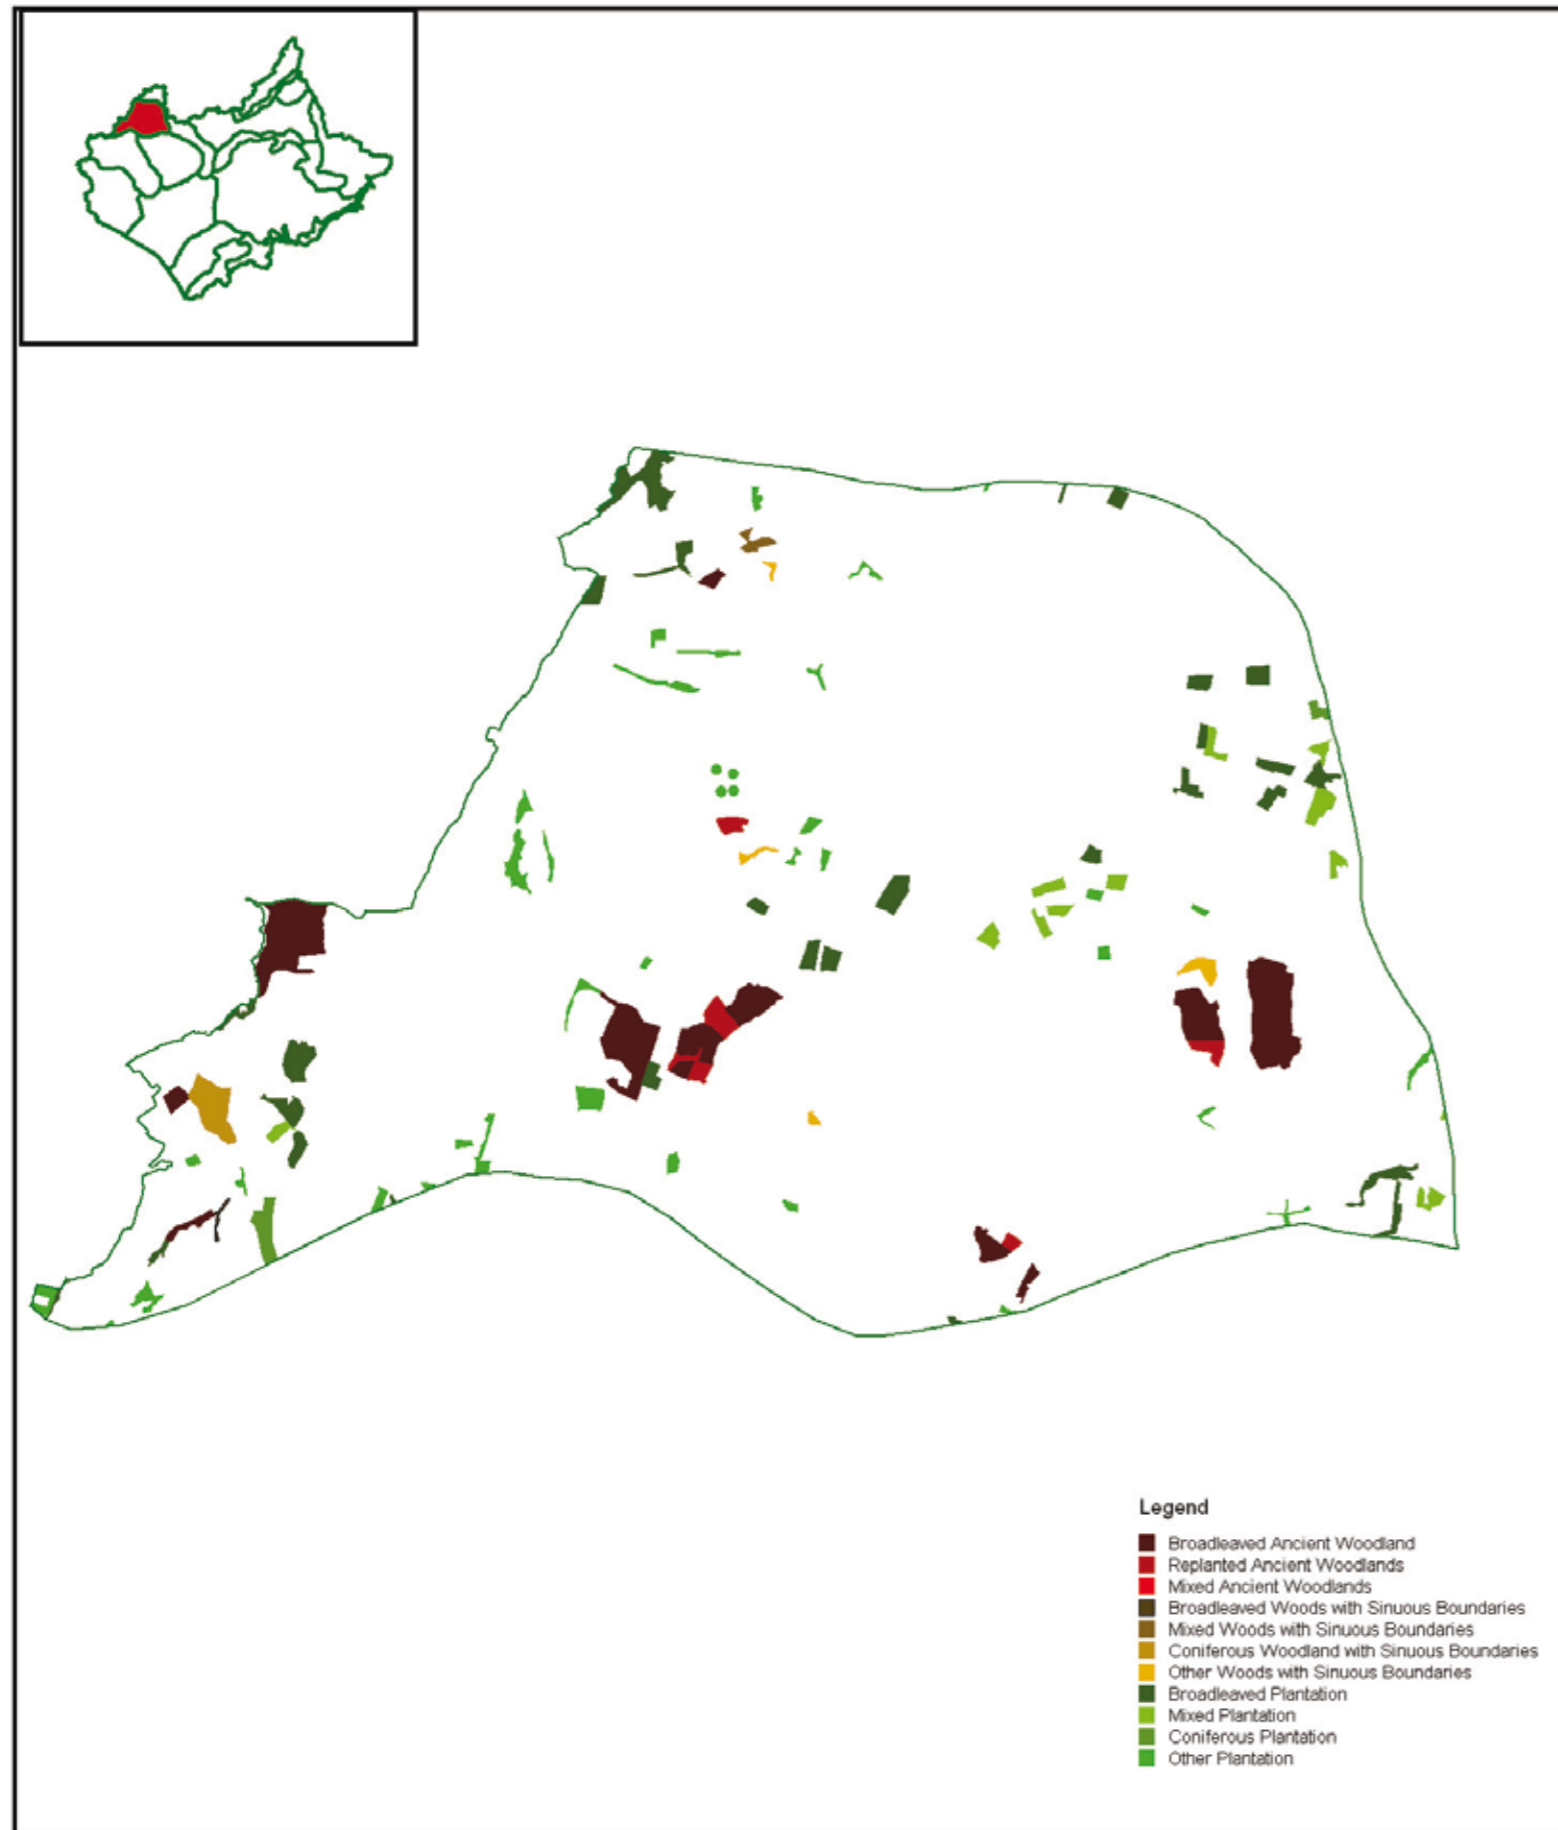 Legend
Broadleaved Ancient Woodland
Replanted Ancient Woodlands
Mixed Ancient Woodlands
Broadleaved Woods with Sinuous Boundaries
Mixed Woods with Sinuous Boundaries
Coniferous Woodland with Sinuous Boundaries
Other Woods with Sinuous Boundaries
Broadleaved Plantation
Mixed Plantation
Coniferous Plantation
Other Plantation